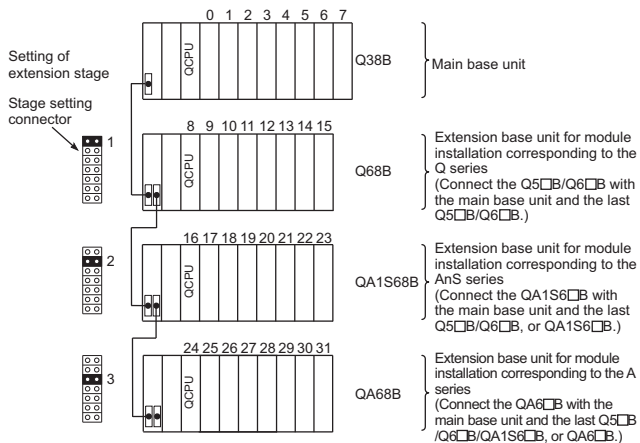 0 1 2 3 4 5 6 7
Setting of
extension stage
QCPU
Q38B
Main base unit
Stage setting
connector
1
8 9 10 11 12 13 14 15
QCPU
Q68B
Extension base unit for module
installation corresponding to the
Q series
(Connect the Q5□B/Q6□B with
the main base unit and the last
Q5□B/Q6□B.)
2
16 17 18 19 20 21 22 23
QCPU
QA1S68B
Extension base unit for module
installation corresponding to the
AnS series
(Connect the QA1S6□B with
the main base unit and the last
Q5□B/Q6□B, or QA1S6□B.)
3
24 25 26 27 28 29 30 31
QCPU
QA68B
Extension base unit for module
installation corresponding to the A
series
(Connect the QA6□B with the
main base unit and the last Q5□B
/Q6□B/QA1S6□B, or QA6□B.)